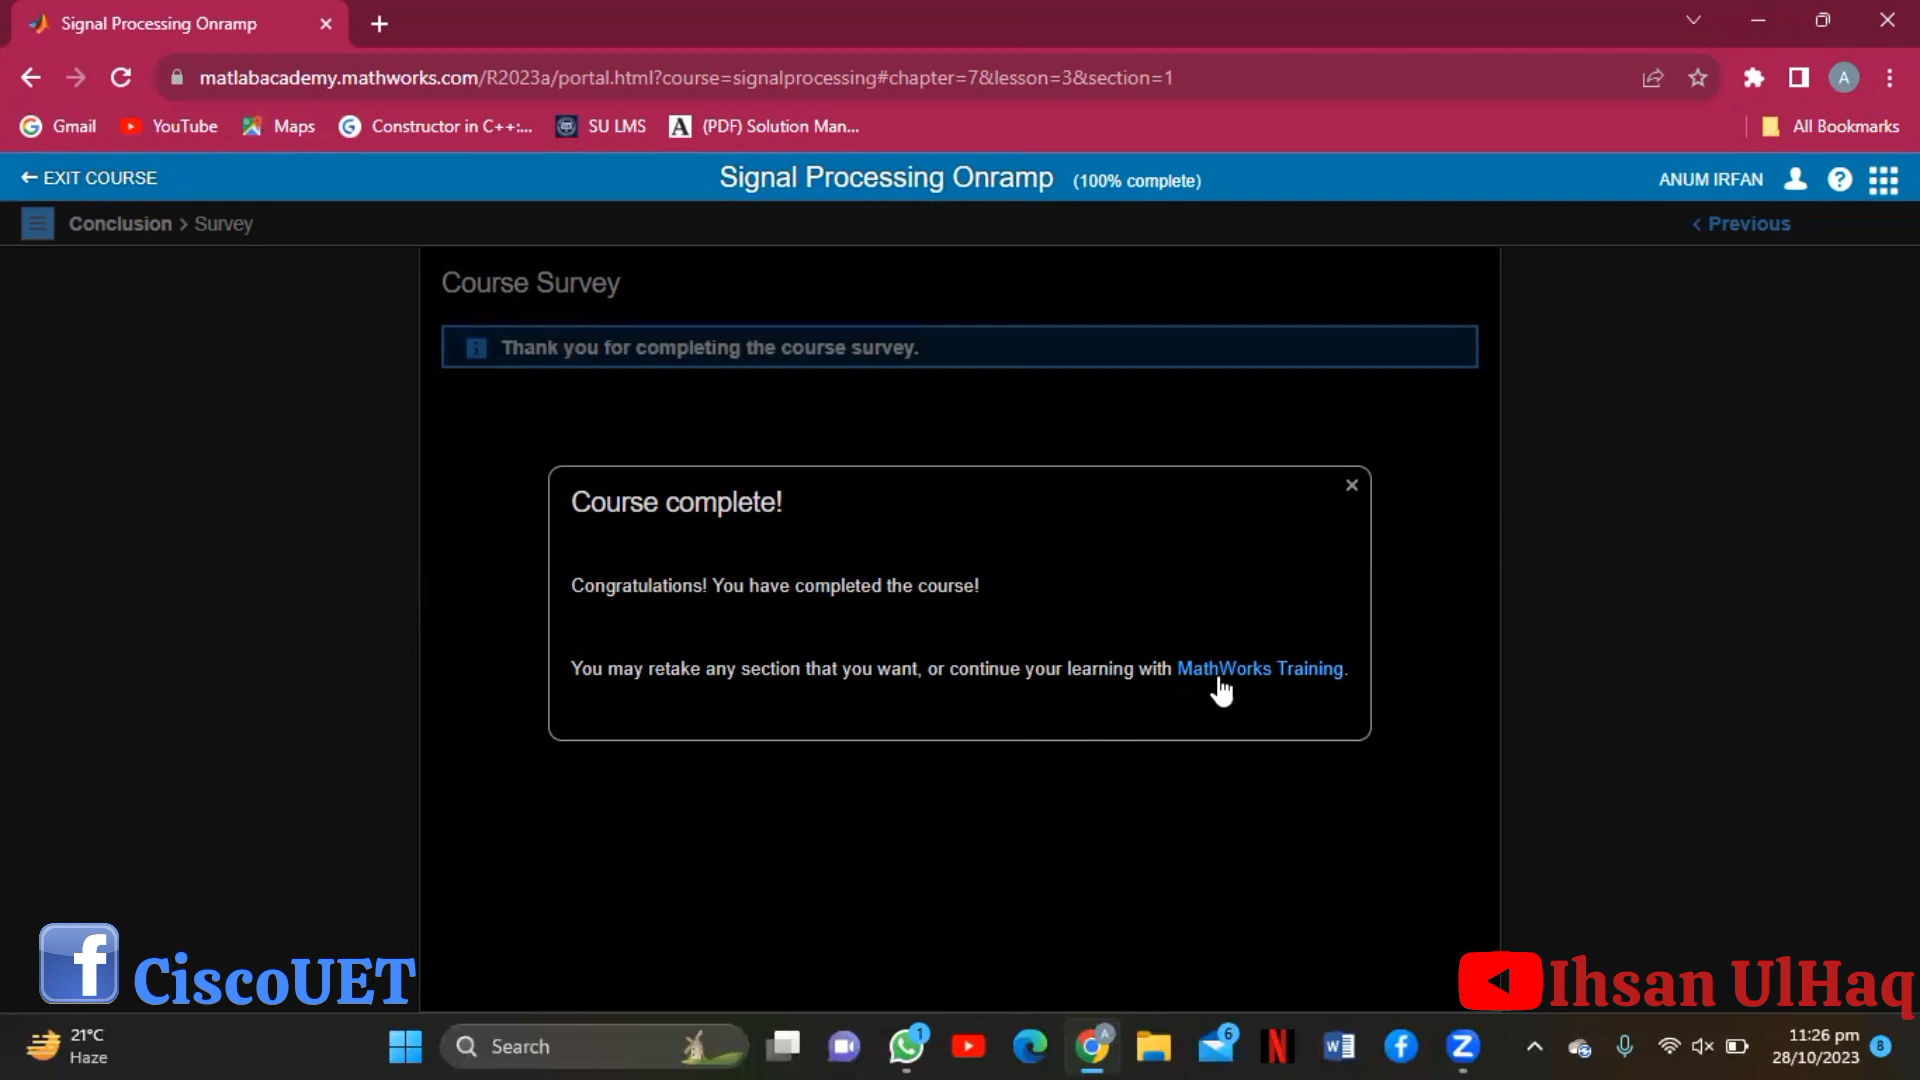 Signal Processing Onramp
matlabacademy.mathworks.com/R2023a/portal.html?course=signalprocessing#chapter=7&lesson=3&section=1
A
Gmail YouTube Maps Constructor in C++:... SU LMS A (PDF) Solution Man... All Bookmarks
EXIT COURSE Signal Processing Onramp (100% complete) ANUM IRFAN
Conclusion > Survey < Previous
Course Survey
Thank you for completing the course survey.
Course complete!
Congratulations! You have completed the course!
You may retake any section that you want, or continue your learning with MathWorks Training.
f CiscoUET Ihsan UlHaq
21°C
Haze
Search
1
A
6
11:26 pm
28/10/2023
8